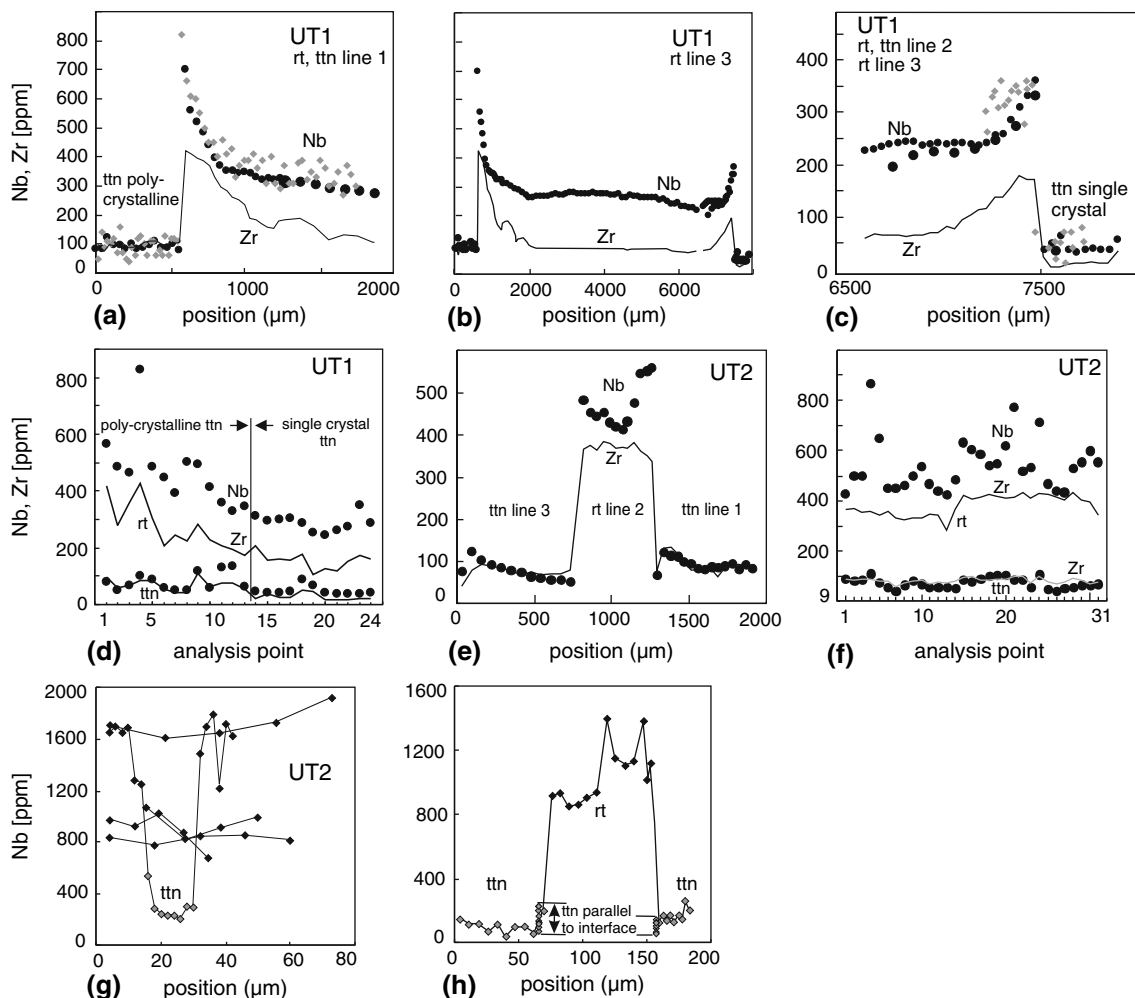 UT1
rt, ttn line 1
Nb, Zr [ppm]
800
700
600
500
400
300
200
100
0
ttn poly-
crystalline
Nb
Zr
0
1000
2000
(a)
position (µm)
UT1
rt line 3
Nb
Zr
0
2000
4000
6000
(b)
position (µm)
UT1
rt, ttn line 2
rt line 3
400
300
200
100
0
Nb
Zr
ttn single
crystal
6500
7500
(c)
position (µm)
UT1
Nb, Zr [ppm]
800
600
400
200
0
poly-crystalline ttn
single crystal
ttn
Nb
Zr
rt
ttn
1
5
10
15
20
24
(d)
analysis point
UT2
500
400
300
200
100
0
Nb
Zr
ttn line 3
rt line 2
ttn line 1
0
500
1000
1500
2000
(e)
position (µm)
UT2
800
600
400
200
9
Nb
Zr
rt
Zr
ttn
1
10
20
31
(f)
analysis point
Nb [ppm]
2000
1600
1200
800
400
0
UT2
ttn
0
20
40
60
80
(g)
position (µm)
1600
1200
800
400
0
rt
ttn
ttn
ttn parallel
to interface
0
50
100
150
200
(h)
position (µm)